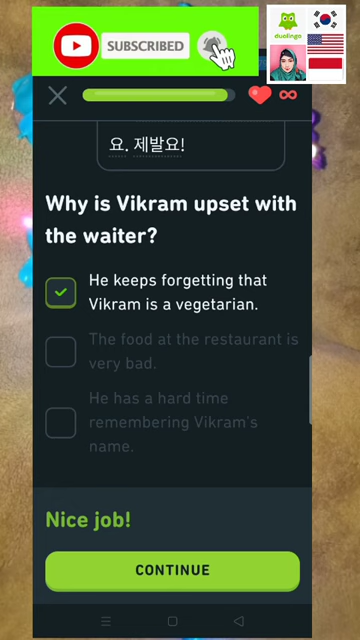 SUBSCRIBED
duolingo
요. 제발요!
Why is Vikram upset with
the waiter?
He keeps forgetting that
Vikram is a vegetarian.
The food at the restaurant is
very bad.
He has a hard time
remembering Vikram's
name.
Nice job!
CONTINUE